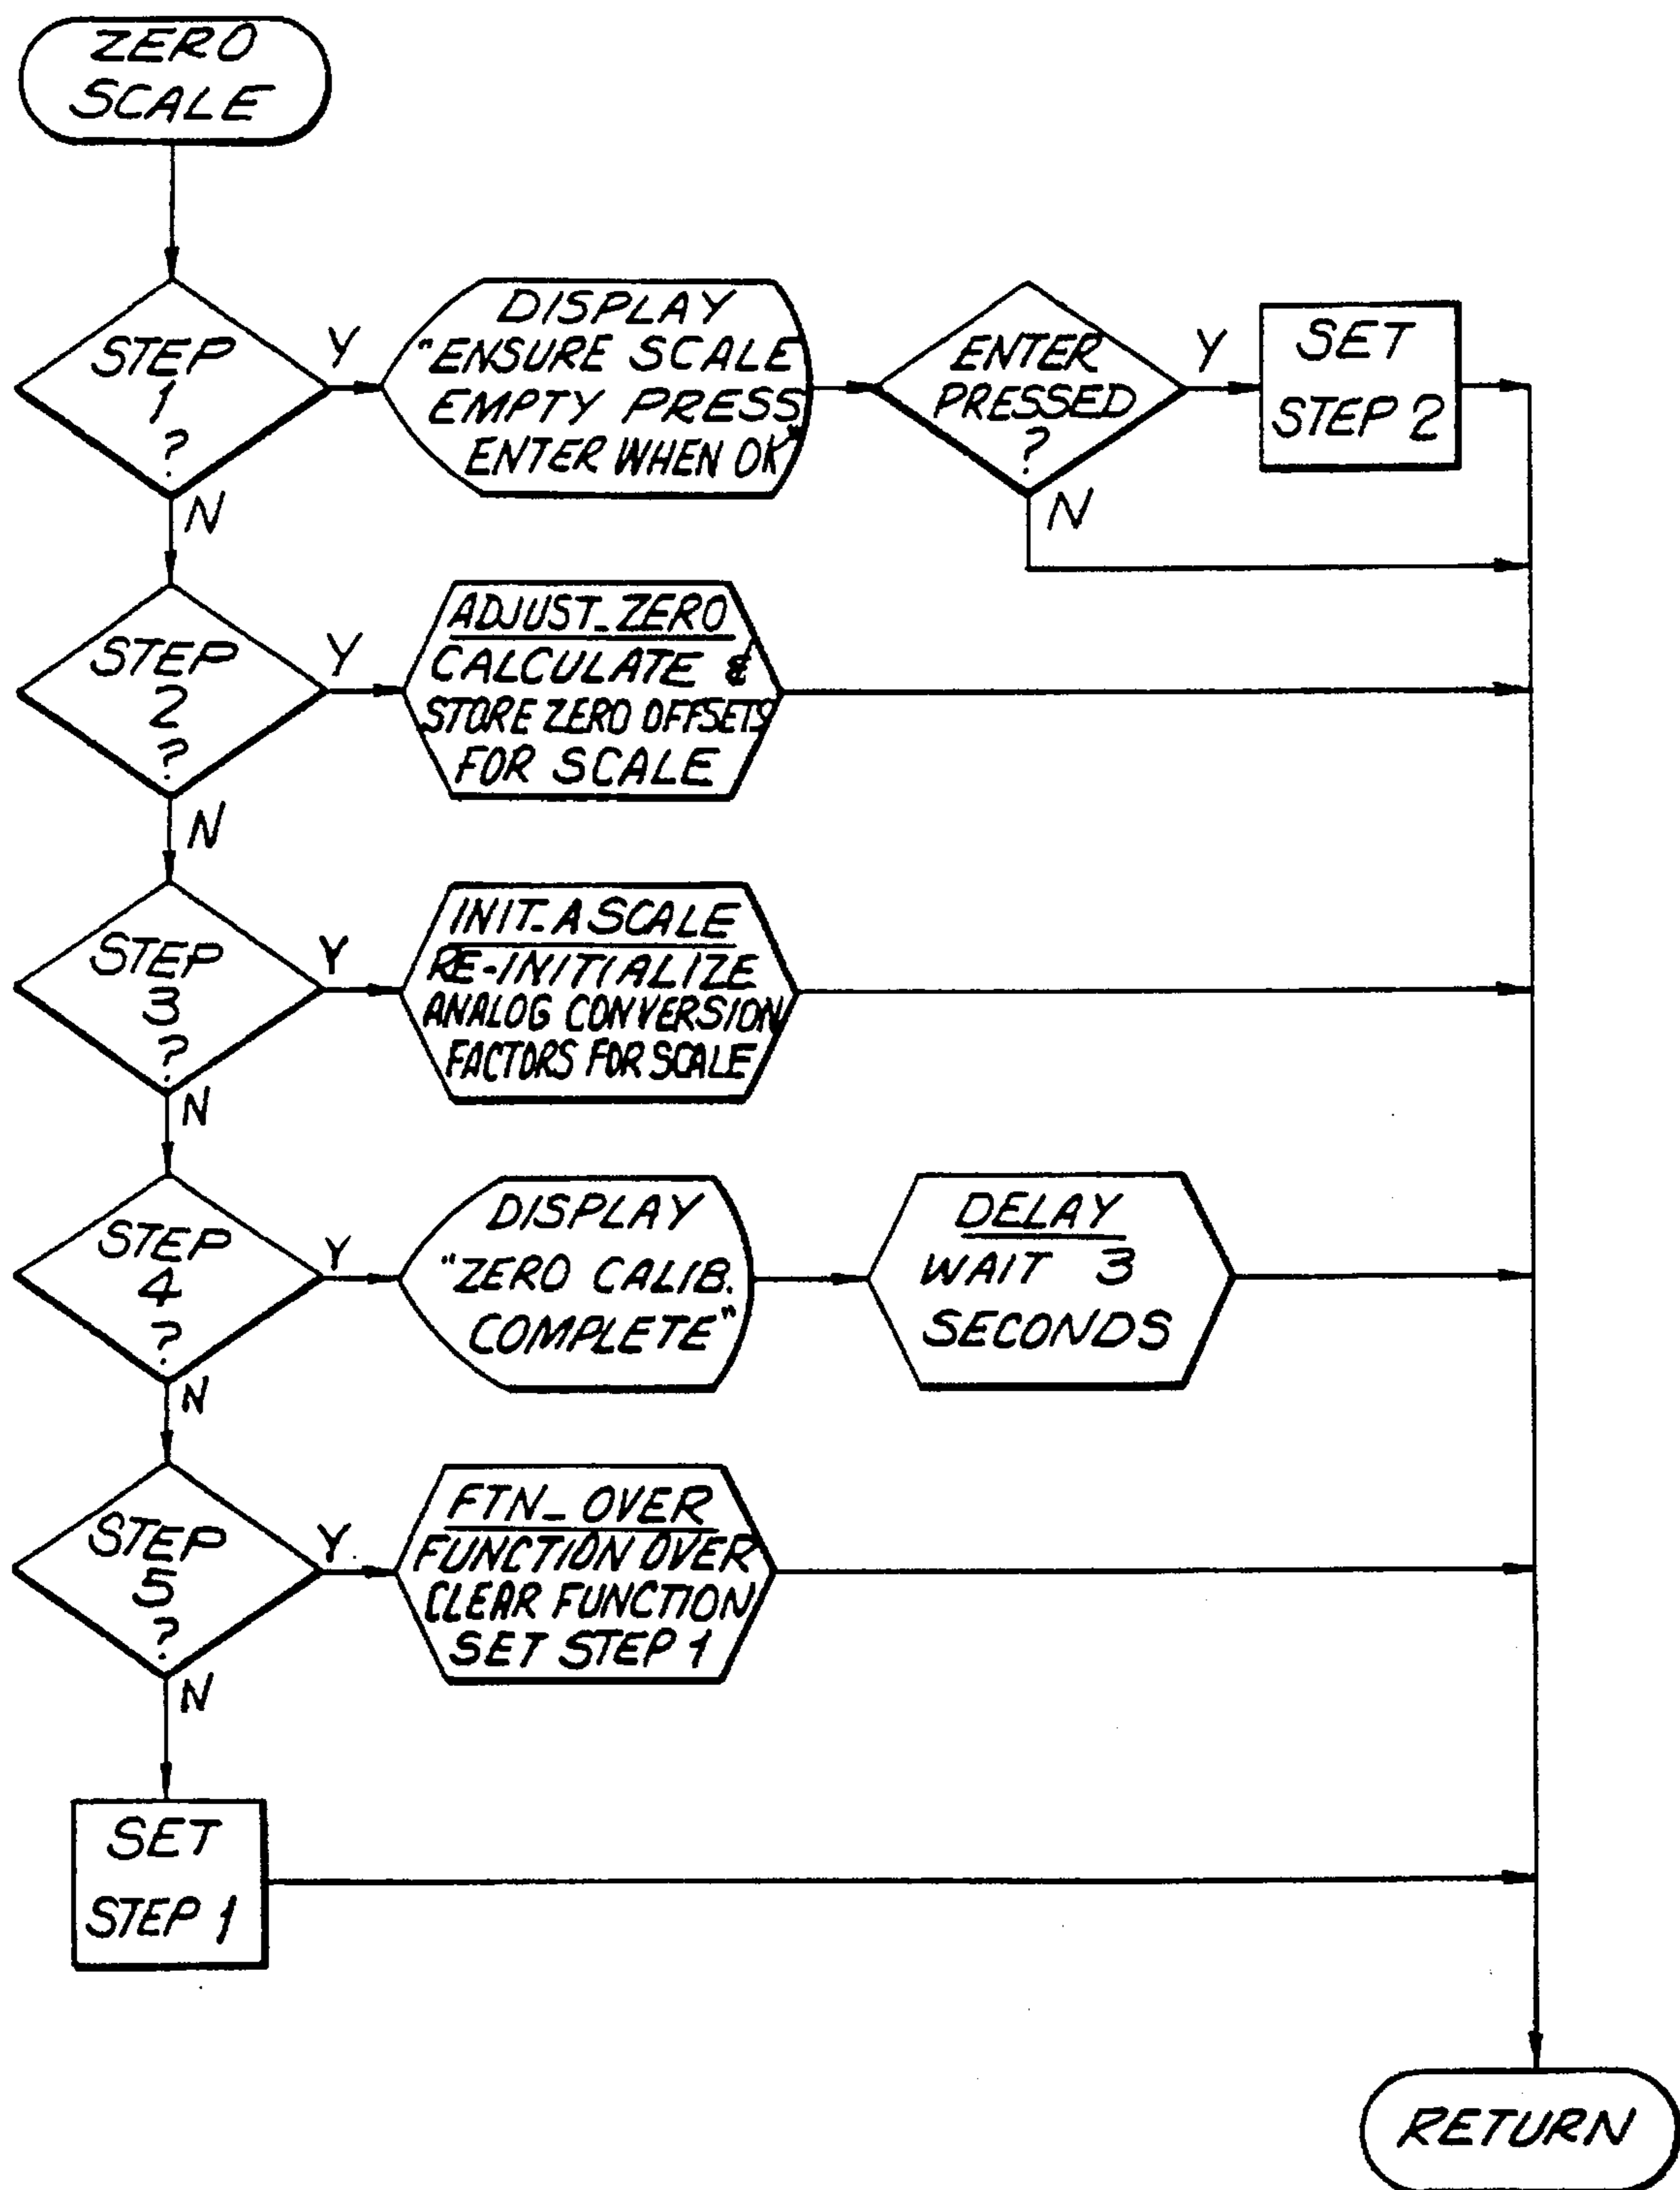 ZERO
SCALE
STEP
1
?
Y
N
DISPLAY
"ENSURE SCALE
EMPTY PRESS
ENTER WHEN OK"
ENTER
PRESSED
?
Y
N
SET
STEP 2
STEP
2
?
Y
N
ADJUST_ZERO
CALCULATE &
STORE ZERO OFFSETS
FOR SCALE
STEP
3
?
Y
N
INIT_ASCALE
RE-INITIALIZE
ANALOG CONVERSION
FACTORS FOR SCALE
STEP
4
?
Y
N
DISPLAY
"ZERO CALIB.
COMPLETE"
DELAY
WAIT 3
SECONDS
STEP
5
?
Y
N
FTN_OVER
FUNCTION OVER
CLEAR FUNCTION
SET STEP 1
SET
STEP 1
RETURN